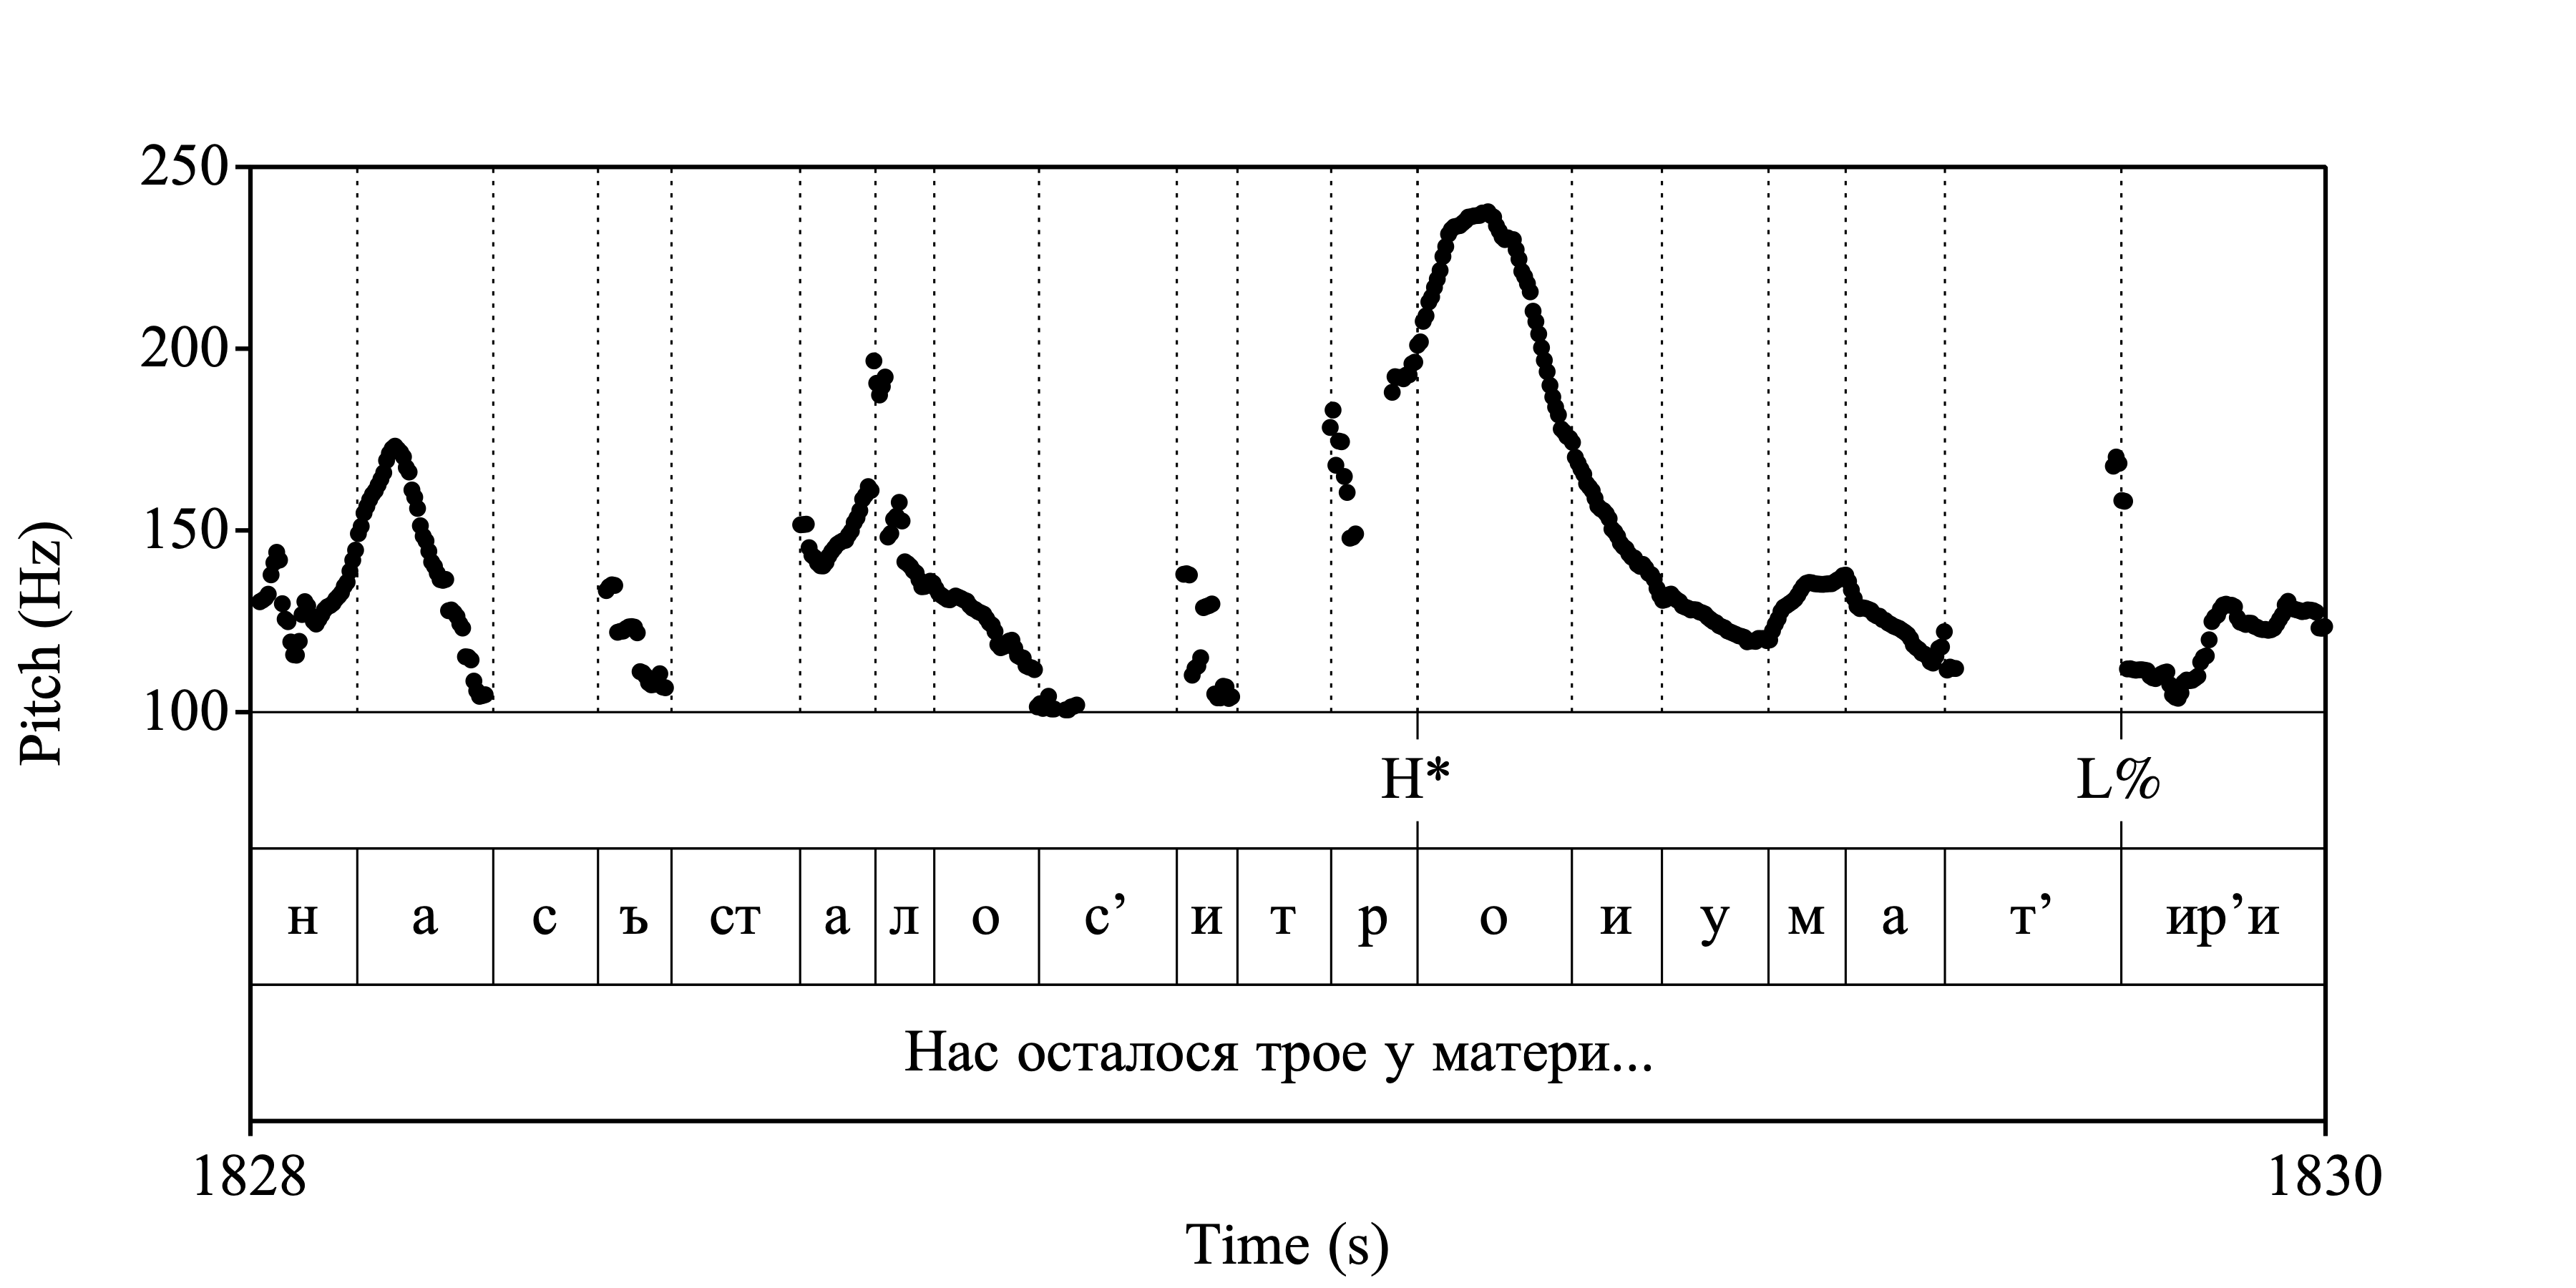 250
200
150
100
Pitch (Hz)
H* L%
н а с ъ ст а л о с’ и т р о и у м а т’ ир’и
Нас осталося трое у матери...
1828 1830
Time (s)